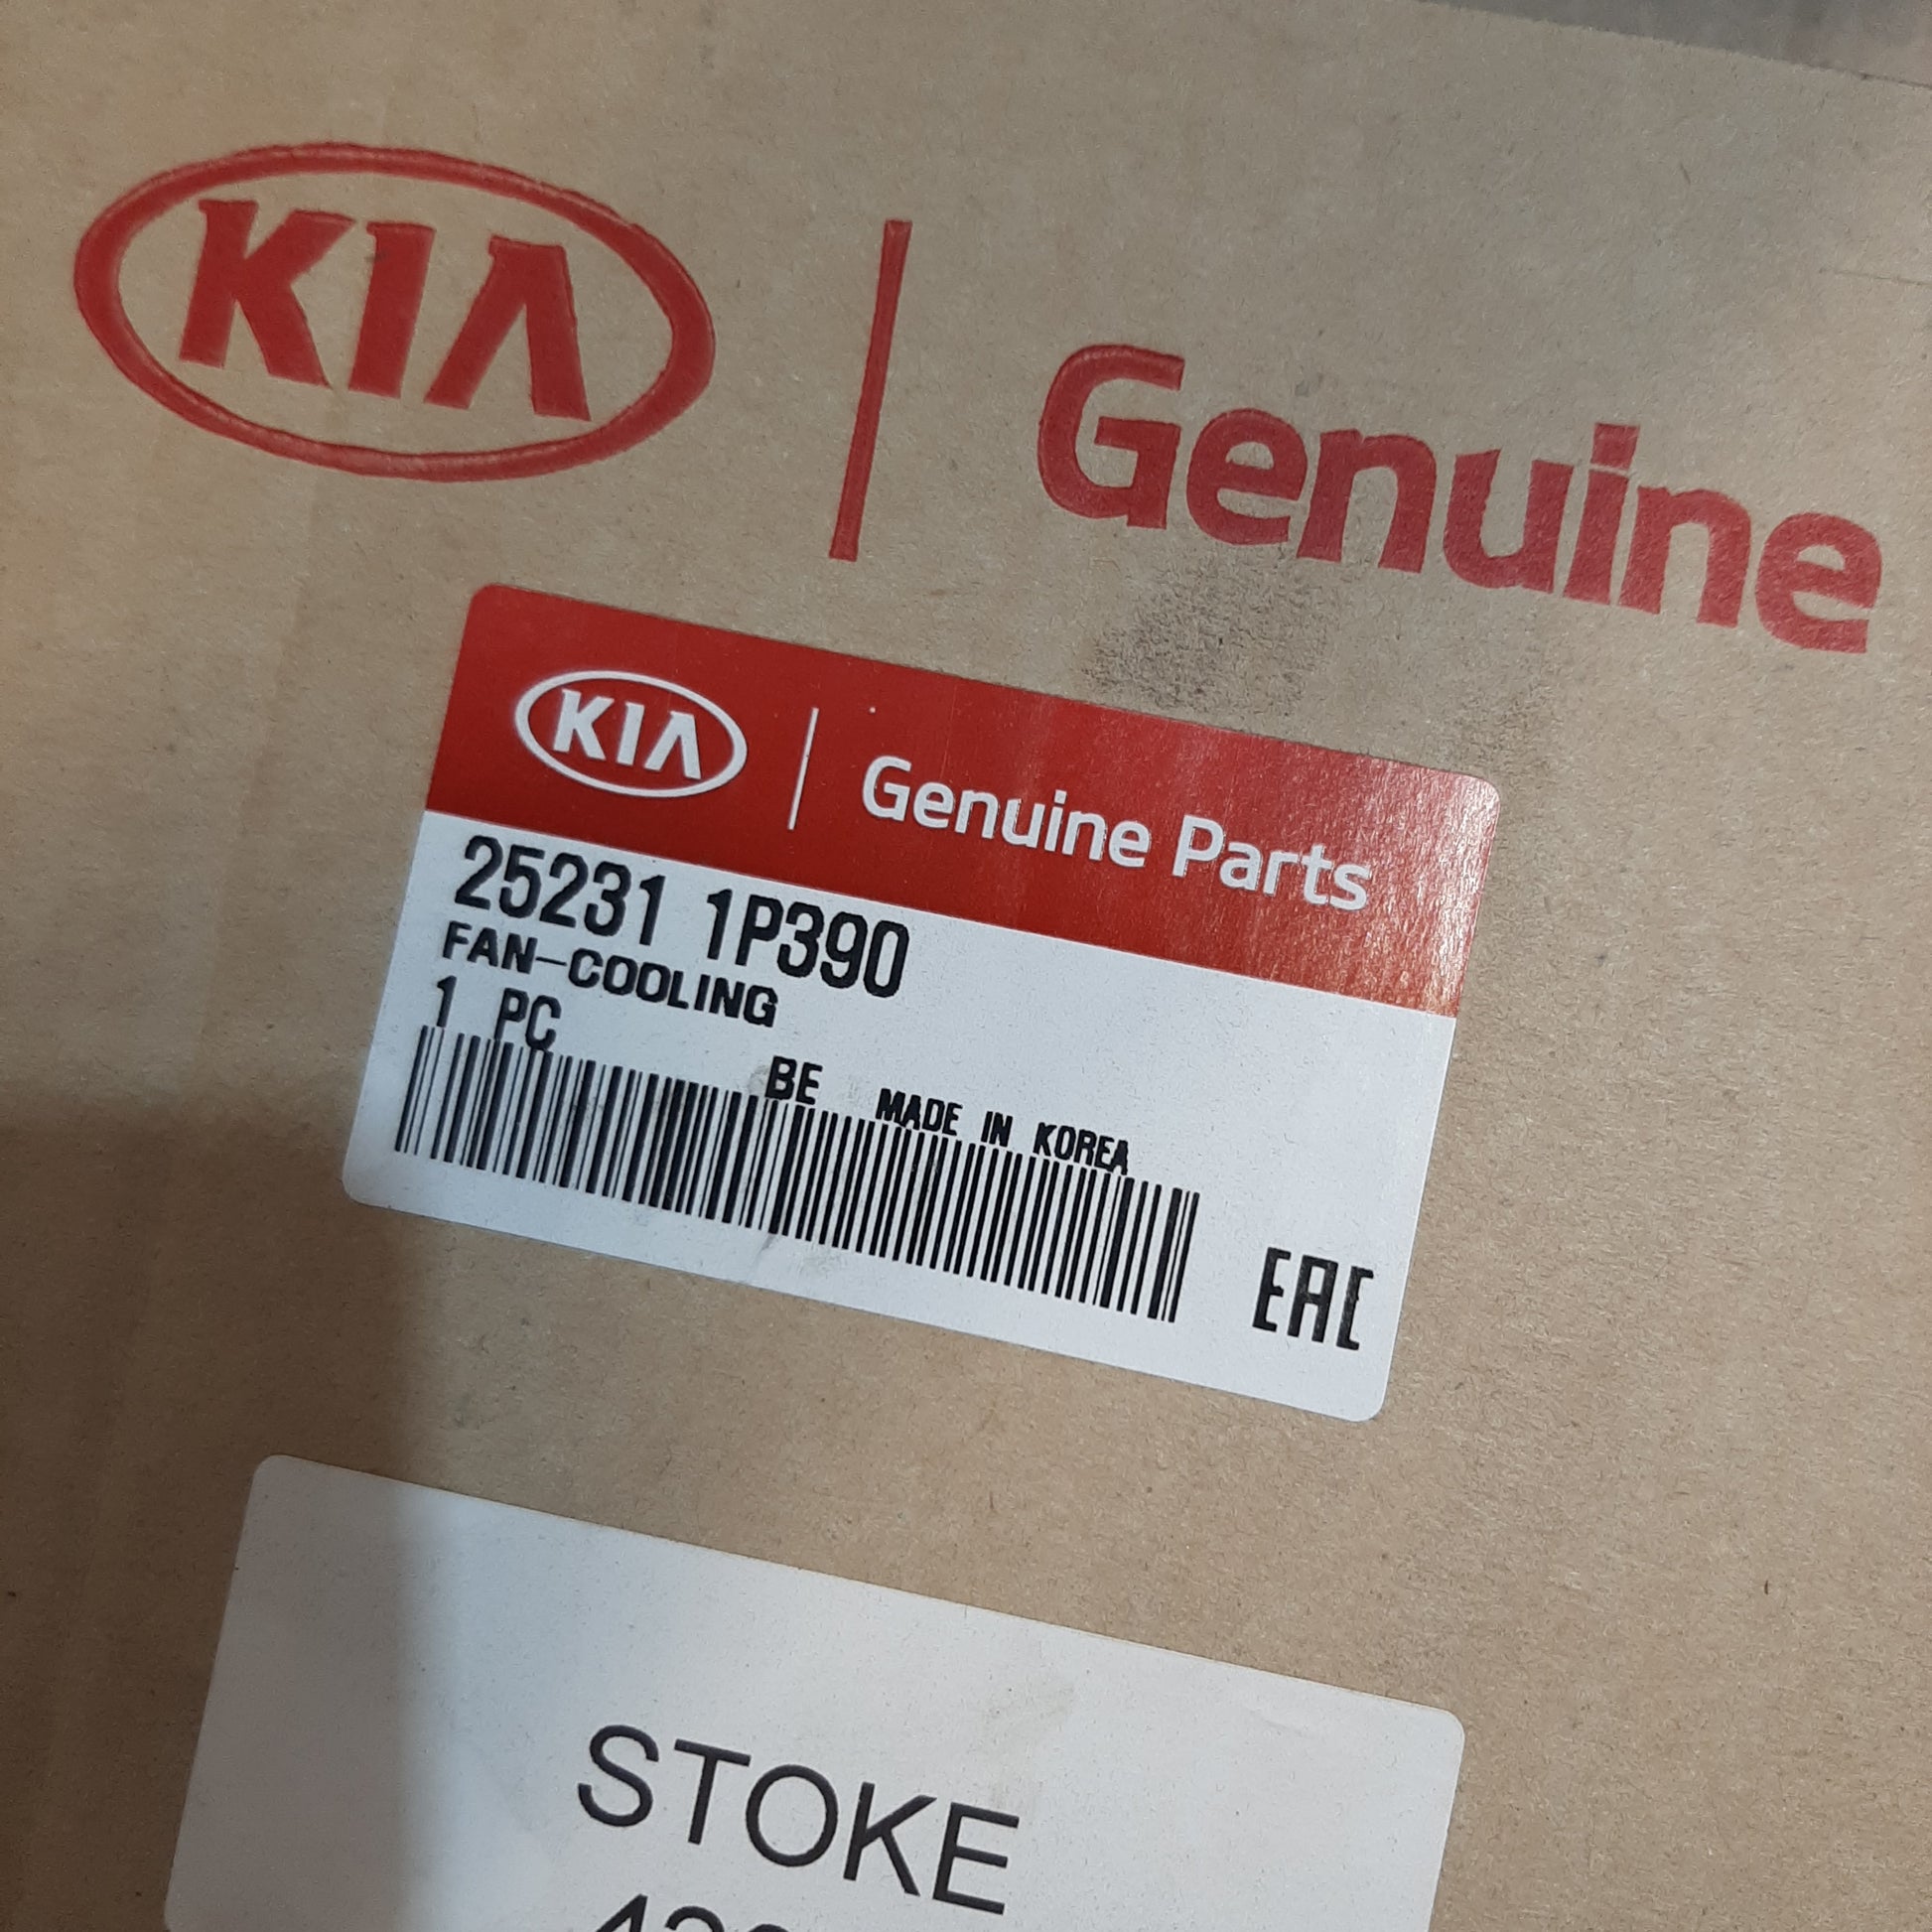 KIA | Genuine
KIA | Genuine Parts
25231 1P390
FAN-COOLING
1 PC
BE MADE IN KOREA
EAC
STOKE